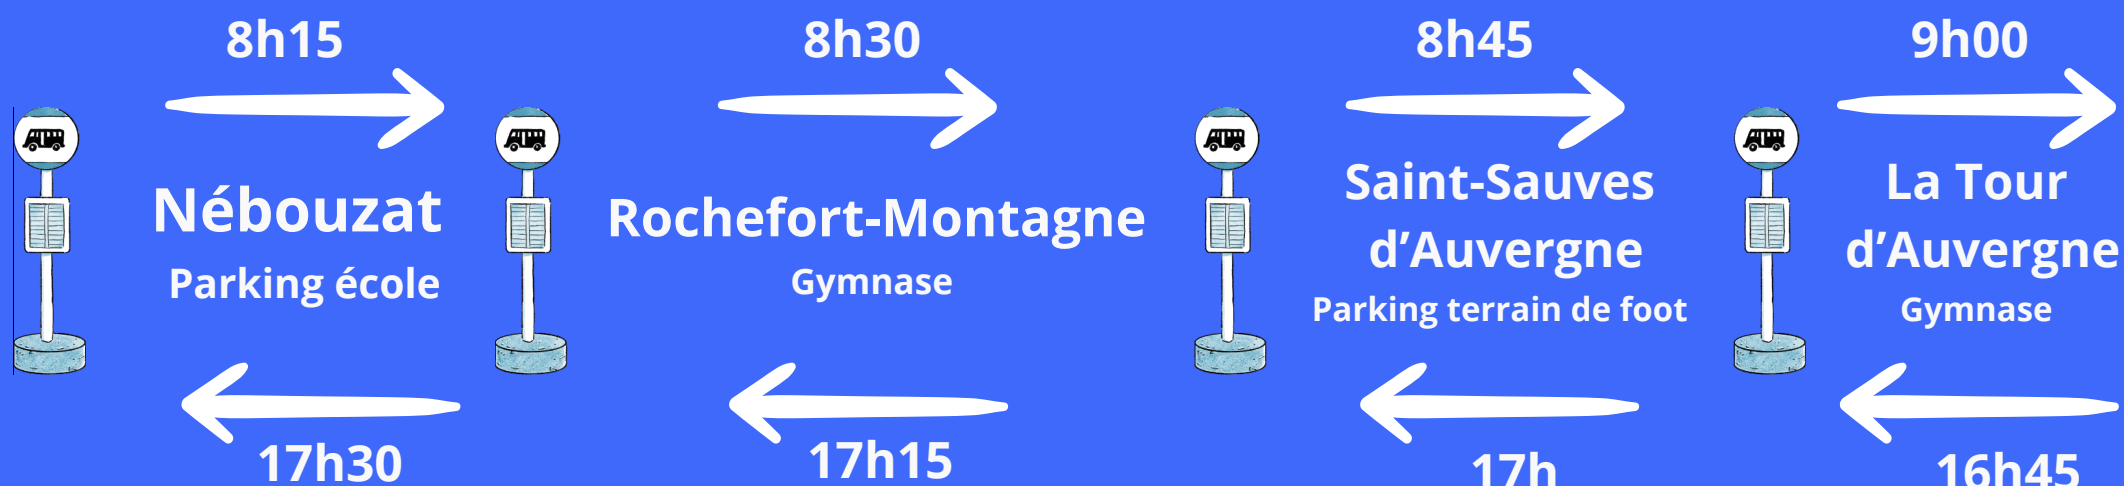 8h15
8h30
8h45
9h00
Nébouzat
Parking école
Rochefort-Montagne
Gymnase
Saint-Sauves
d’Auvergne
Parking terrain de foot
La Tour
d’Auvergne
Gymnase
17h30
17h15
17h
16h45